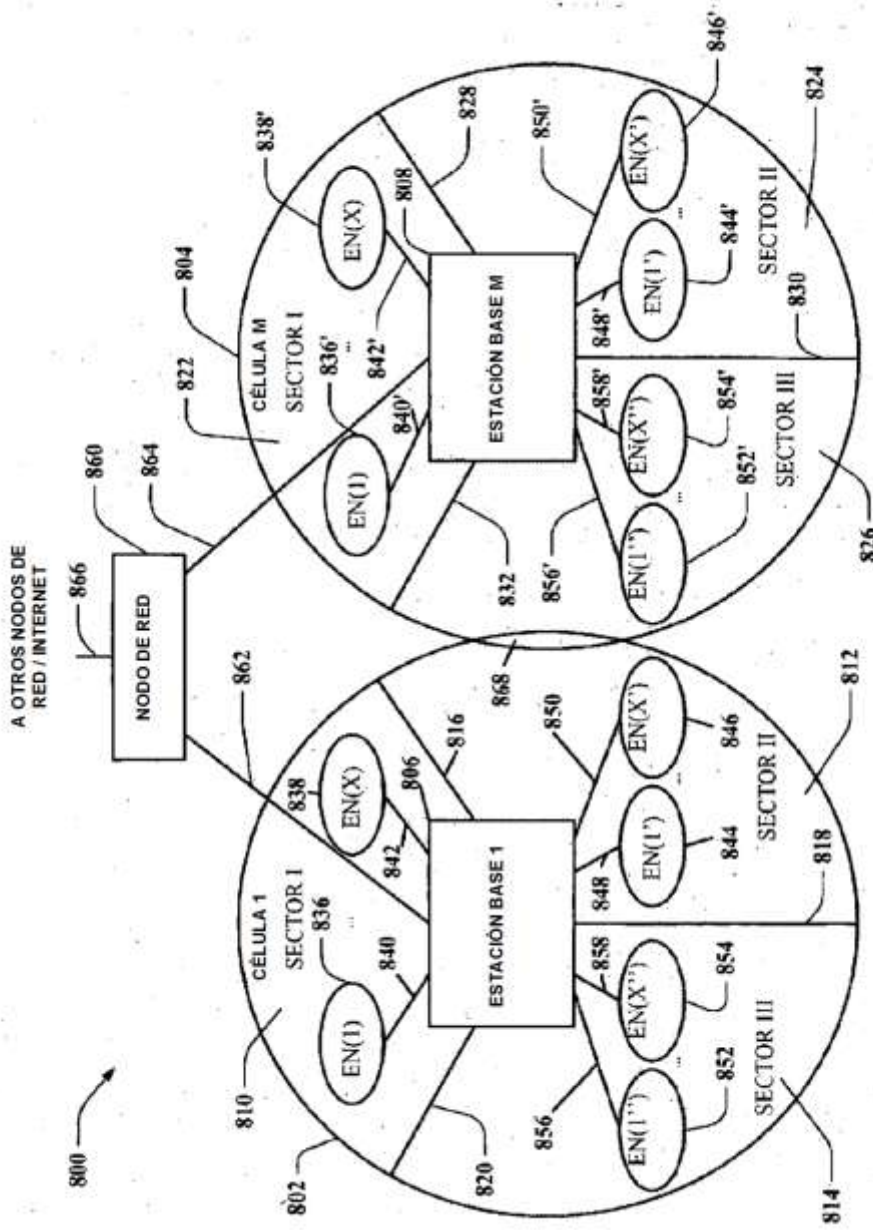 A OTROS NODOS DE
RED / INTERNET
866
860
NODO DE RED
864
862
800
802
810
CÉLULA 1
SECTOR I
836
...
EN(1)
840
838
EN(X)
842
806
816
820
ESTACIÓN BASE 1
868
856
858
848
850
EN(1'')
EN(X'')
EN(1')
EN(X')
852
...
854
844
...
846
SECTOR III
SECTOR II
814
818
812
804
822
CÉLULA M
SECTOR I
836'
...
EN(1)
840'
838'
EN(X)
842'
808
828
832
ESTACIÓN BASE M
856'
858'
848'
850'
EN(1'')
EN(X'')
EN(1')
EN(X')
852'
...
854'
844'
...
846'
SECTOR III
SECTOR II
826
830
824